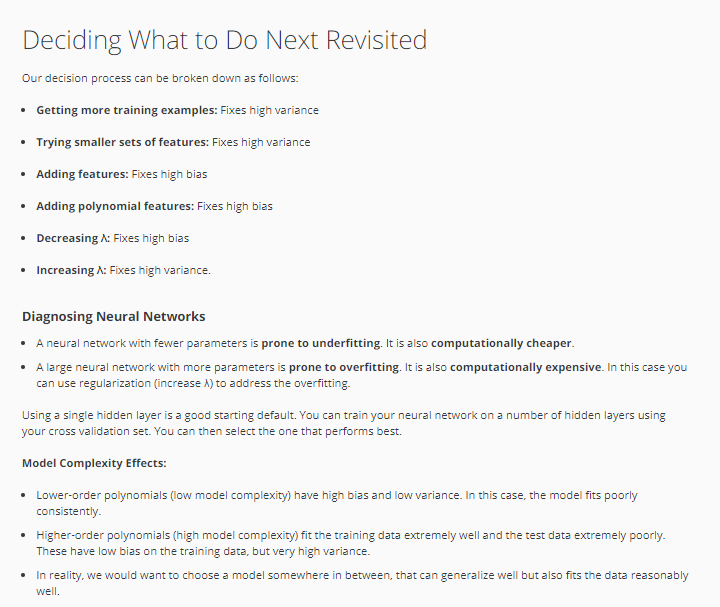 Deciding What to Do Next Revisited
Our decision process can be broken down as follows:
• Getting more training examples: Fixes high variance
• Trying smaller sets of features: Fixes high variance
• Adding features: Fixes high bias
• Adding polynomial features: Fixes high bias
• Decreasing λ: Fixes high bias
• Increasing λ: Fixes high variance.
Diagnosing Neural Networks
• A neural network with fewer parameters is prone to underfitting. It is also computationally cheaper.
• A large neural network with more parameters is prone to overfitting. It is also computationally expensive. In this case you
can use regularization (increase λ) to address the overfitting.
Using a single hidden layer is a good starting default. You can train your neural network on a number of hidden layers using
your cross validation set. You can then select the one that performs best.
Model Complexity Effects:
• Lower-order polynomials (low model complexity) have high bias and low variance. In this case, the model fits poorly
consistently.
• Higher-order polynomials (high model complexity) fit the training data extremely well and the test data extremely poorly.
These have low bias on the training data, but very high variance.
• In reality, we would want to choose a model somewhere in between, that can generalize well but also fits the data reasonably
well.